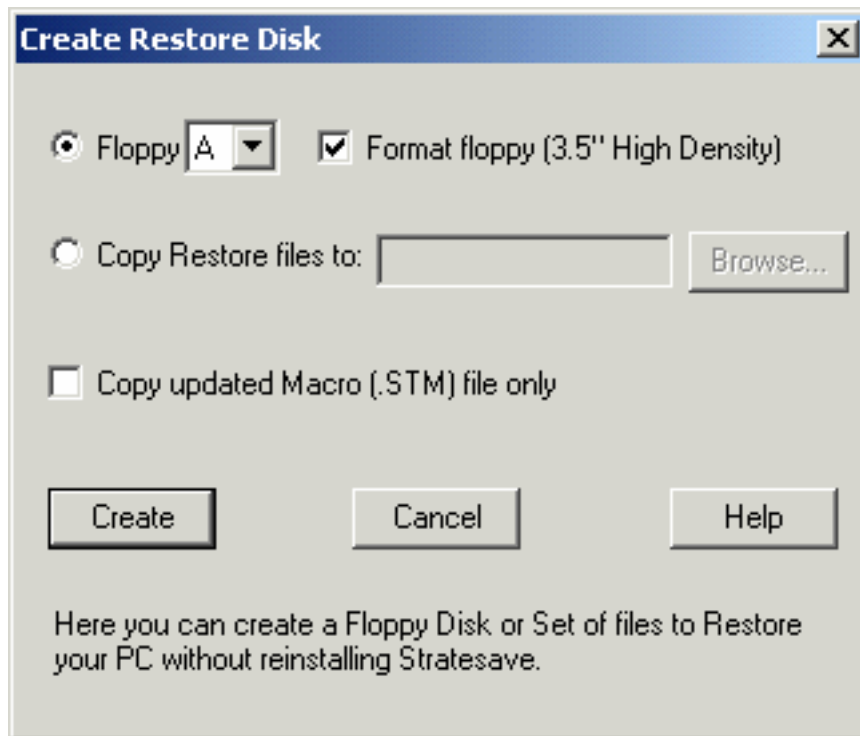 Create Restore Disk
Floppy A Format floppy (3.5" High Density)
Copy Restore files to: Browse...
Copy updated Macro (.STM) file only
Create Cancel Help
Here you can create a Floppy Disk or Set of files to Restore
your PC without reinstalling Stratesave.